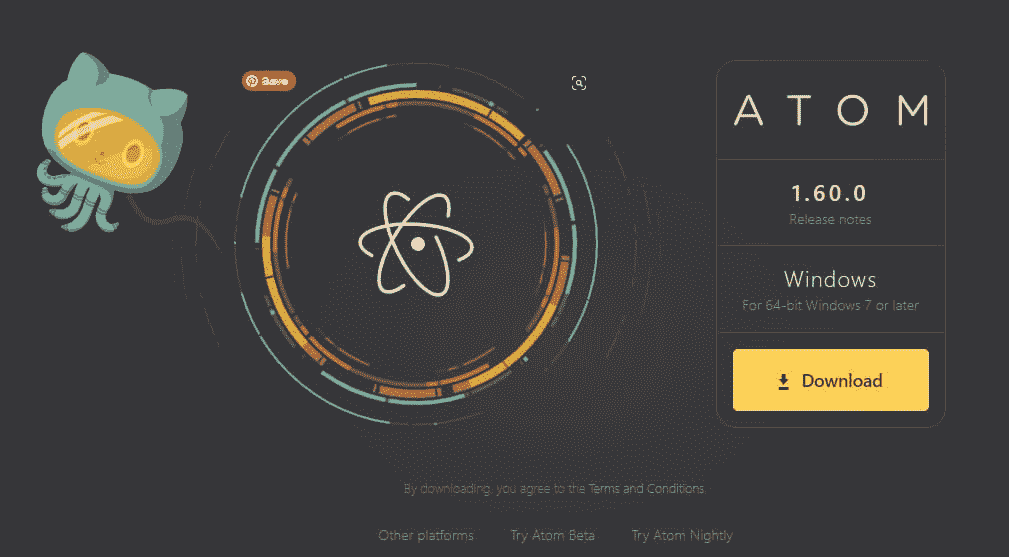 Save
ATOM
1.60.0
Release notes
Windows
For 64-bit Windows 7 or later
Download
By downloading, you agree to the Terms and Conditions.
Other platforms Try Atom Beta Try Atom Nightly